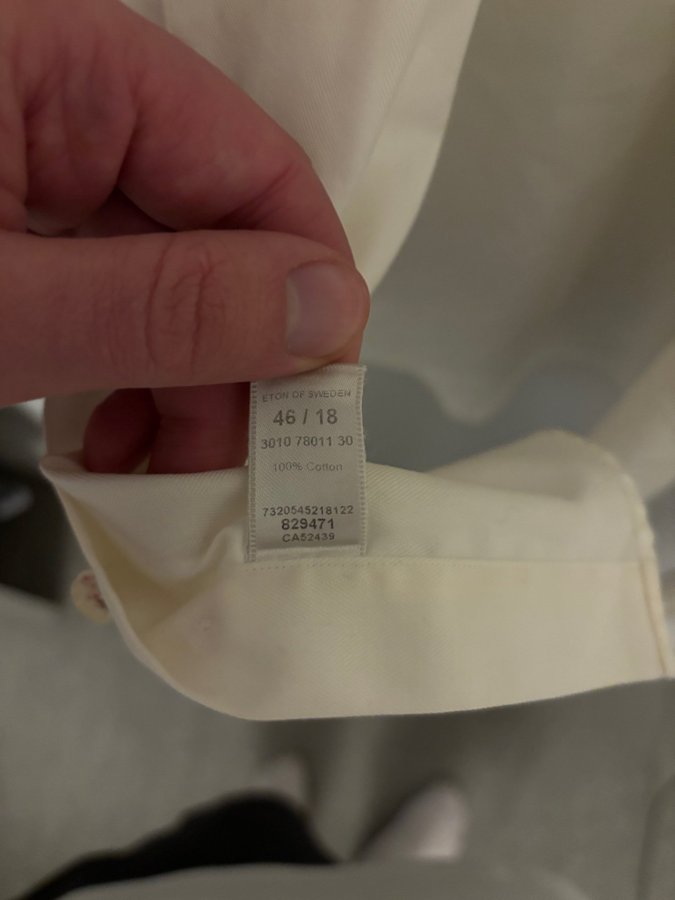 ETON OF SWEDEN
46 / 18
3010 78011 30
100% Cotton
7320545218122
829471
CA52439